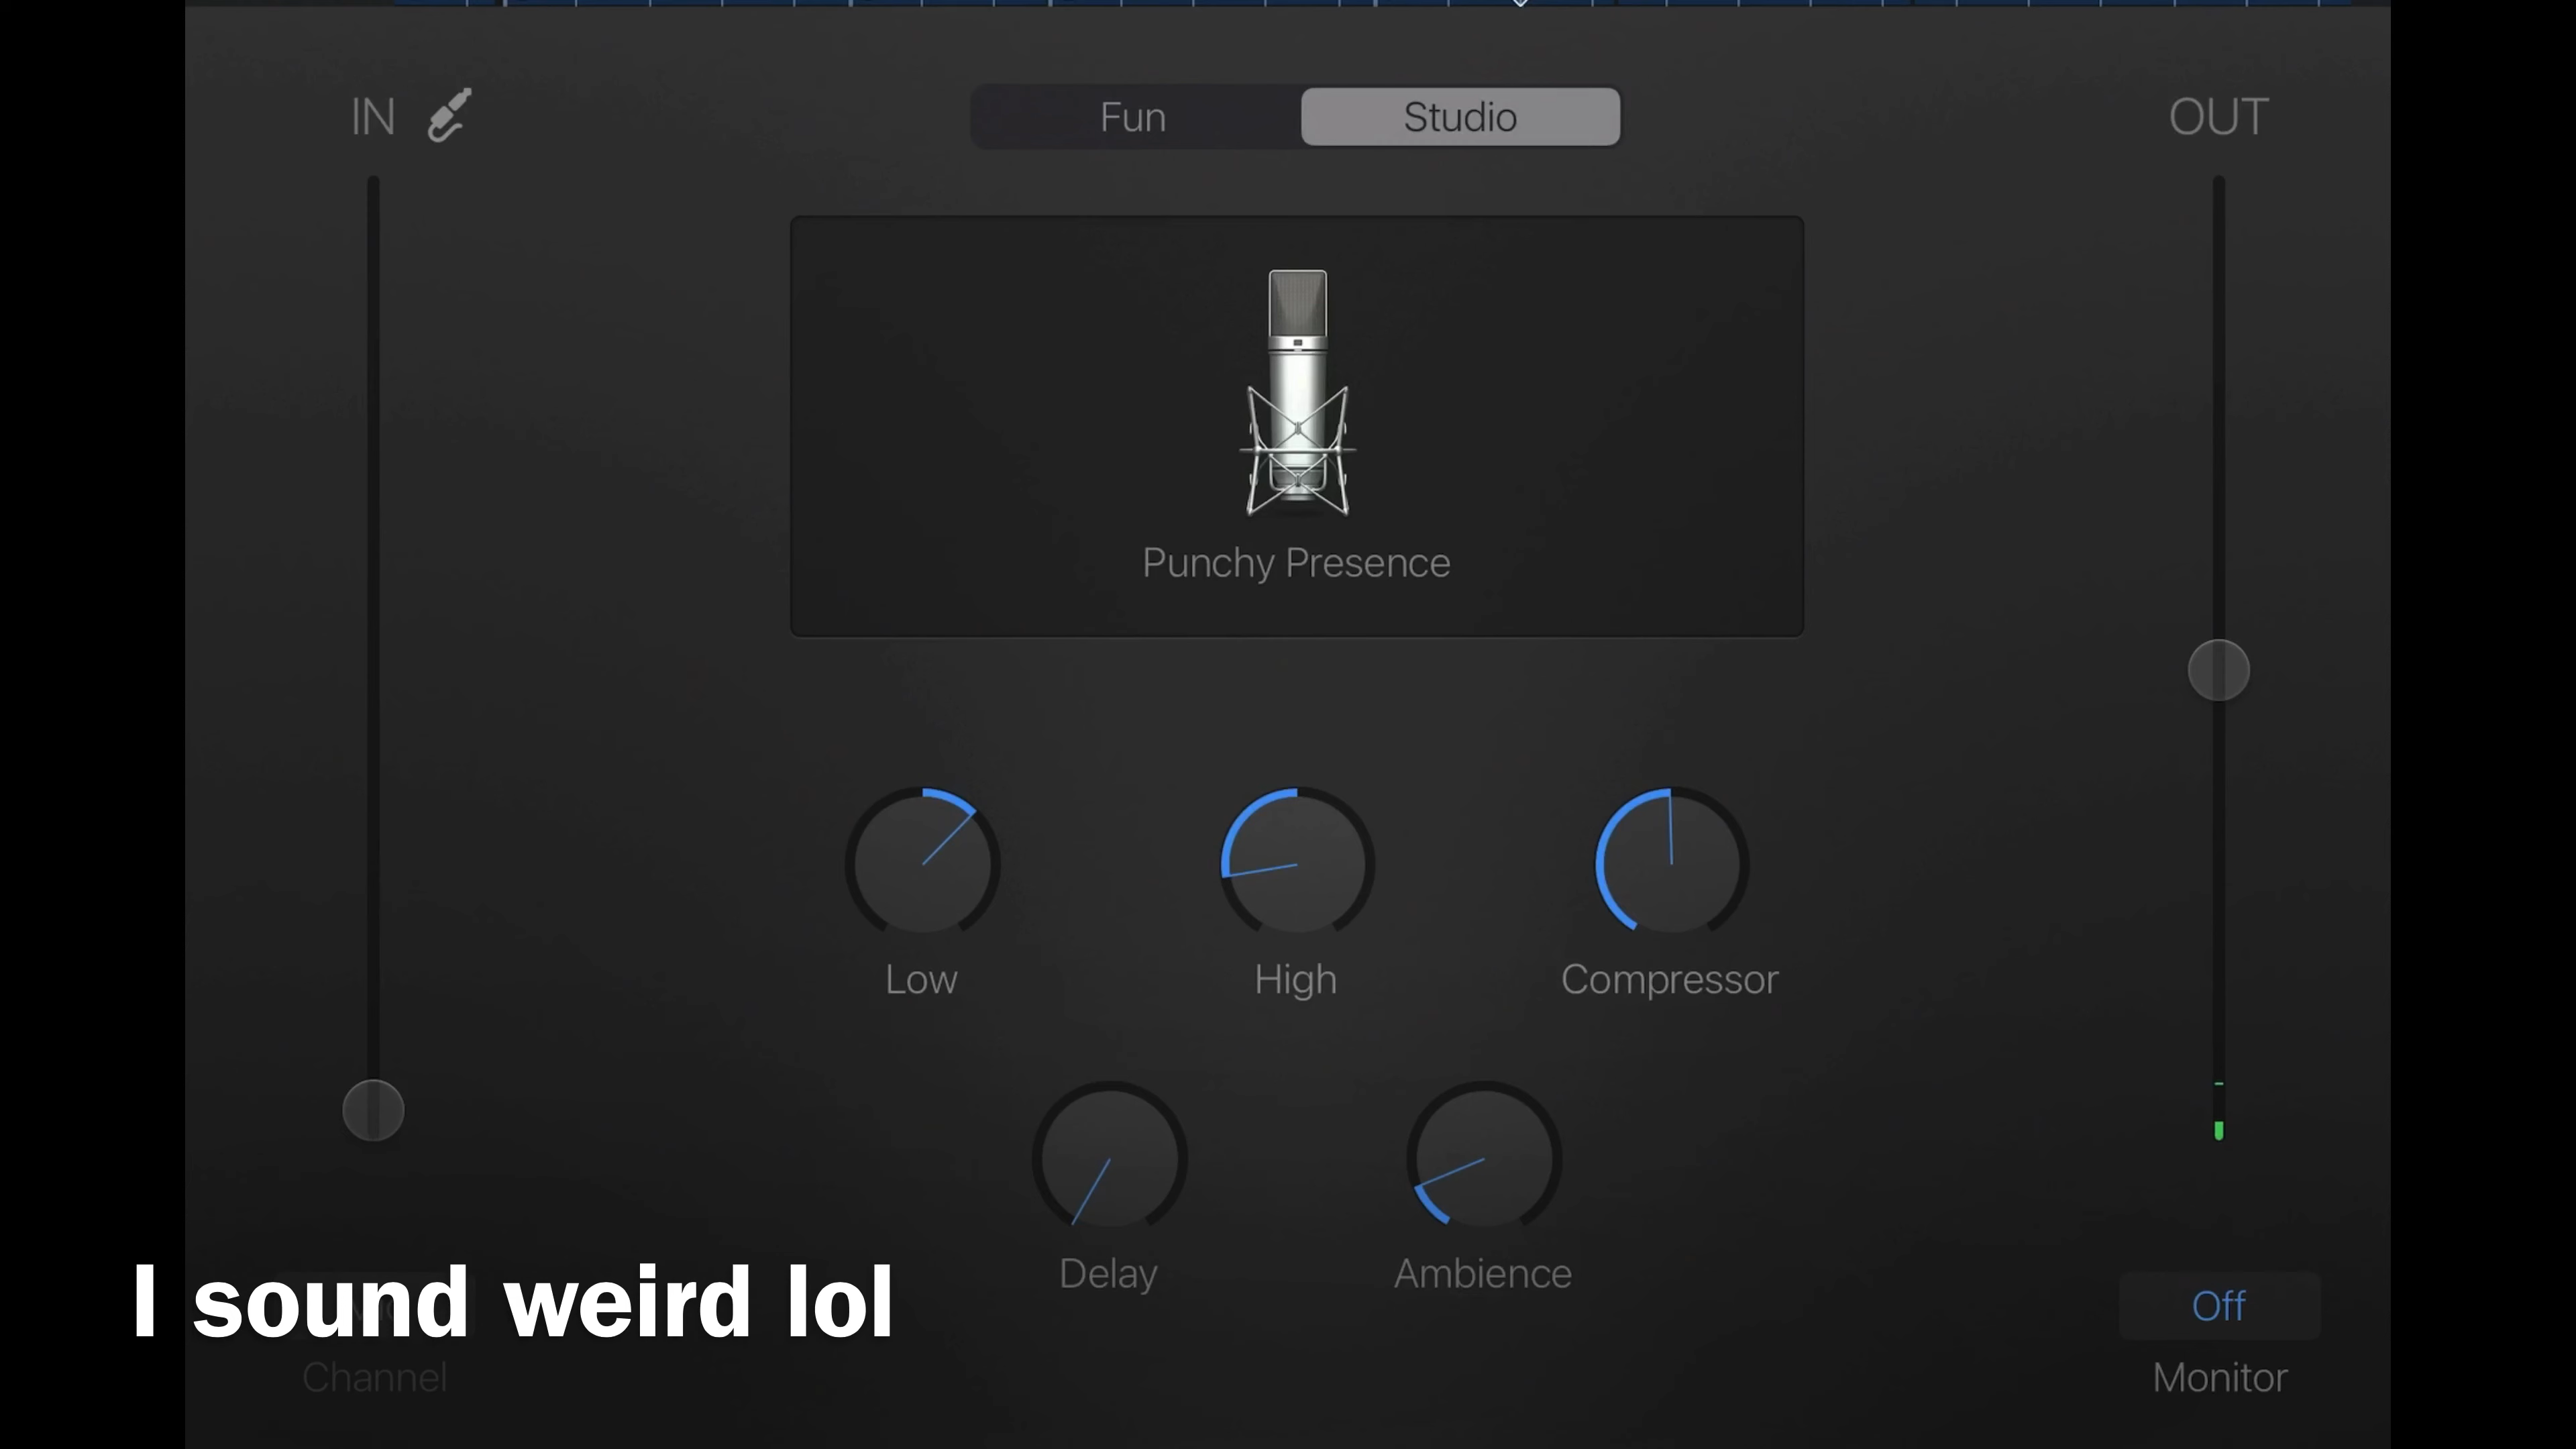 IN
Fun
Studio
OUT
Punchy Presence
Low
High
Compressor
Delay
Ambience
I sound weird lol
Off
Channel
Monitor